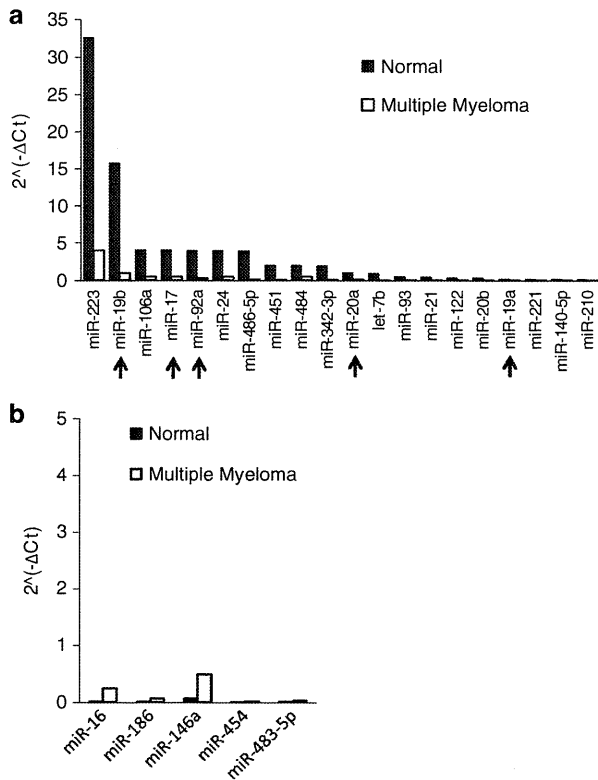 a
35
30
25
20
15
10
5
0
2^(-ΔCt)
Normal
Multiple Myeloma
miR-223
miR-19b
miR-106a
miR-17
miR-92a
miR-24
miR-486-5p
miR-451
miR-484
miR-342-3p
miR-20a
let-7b
miR-93
miR-21
miR-122
miR-20b
miR-19a
miR-221
miR-140-5p
miR-210
b
5
4
3
2
1
0
2^(-ΔCt)
Normal
Multiple Myeloma
miR-16
miR-186
miR-146a
miR-454
miR-483-5p